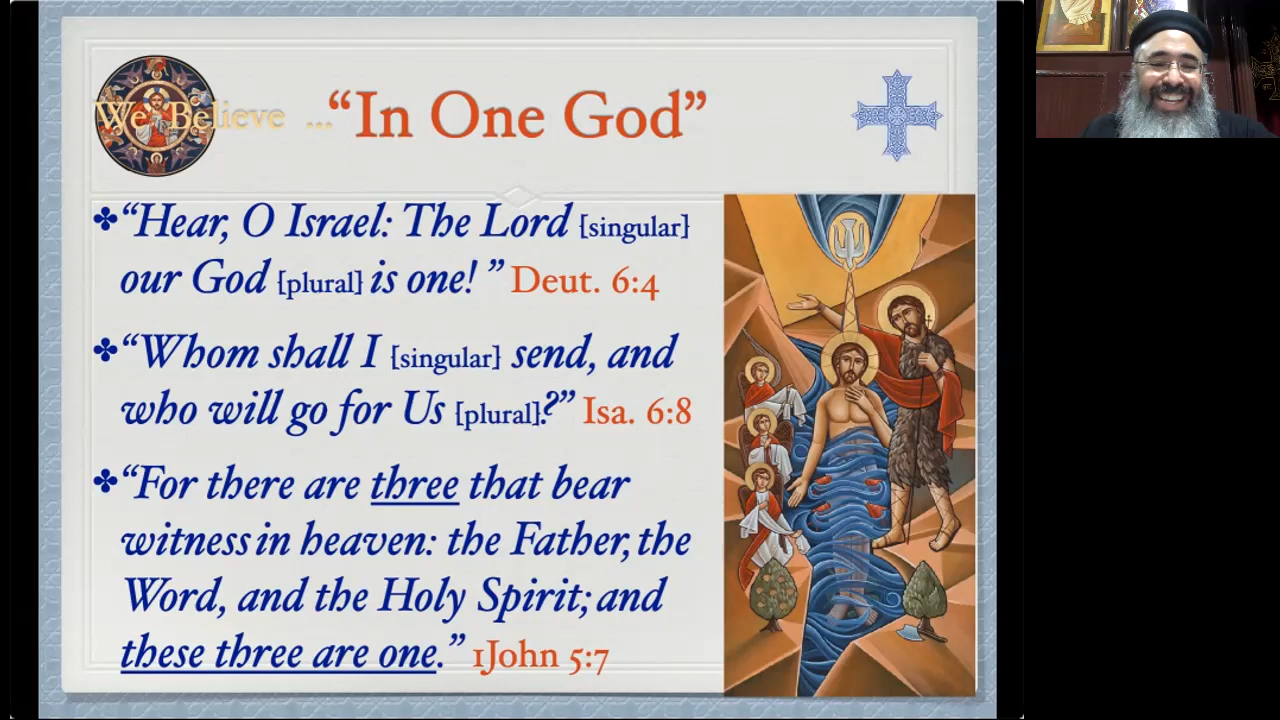 We Believe ... “In One God”
“Hear, O Israel: The Lord [singular]
our God [plural] is one! ” Deut. 6:4
“Whom shall I [singular] send, and
who will go for Us [plural]?” Isa. 6:8
“For there are three that bear
witness in heaven: the Father, the
Word, and the Holy Spirit; and
these three are one.” 1John 5:7